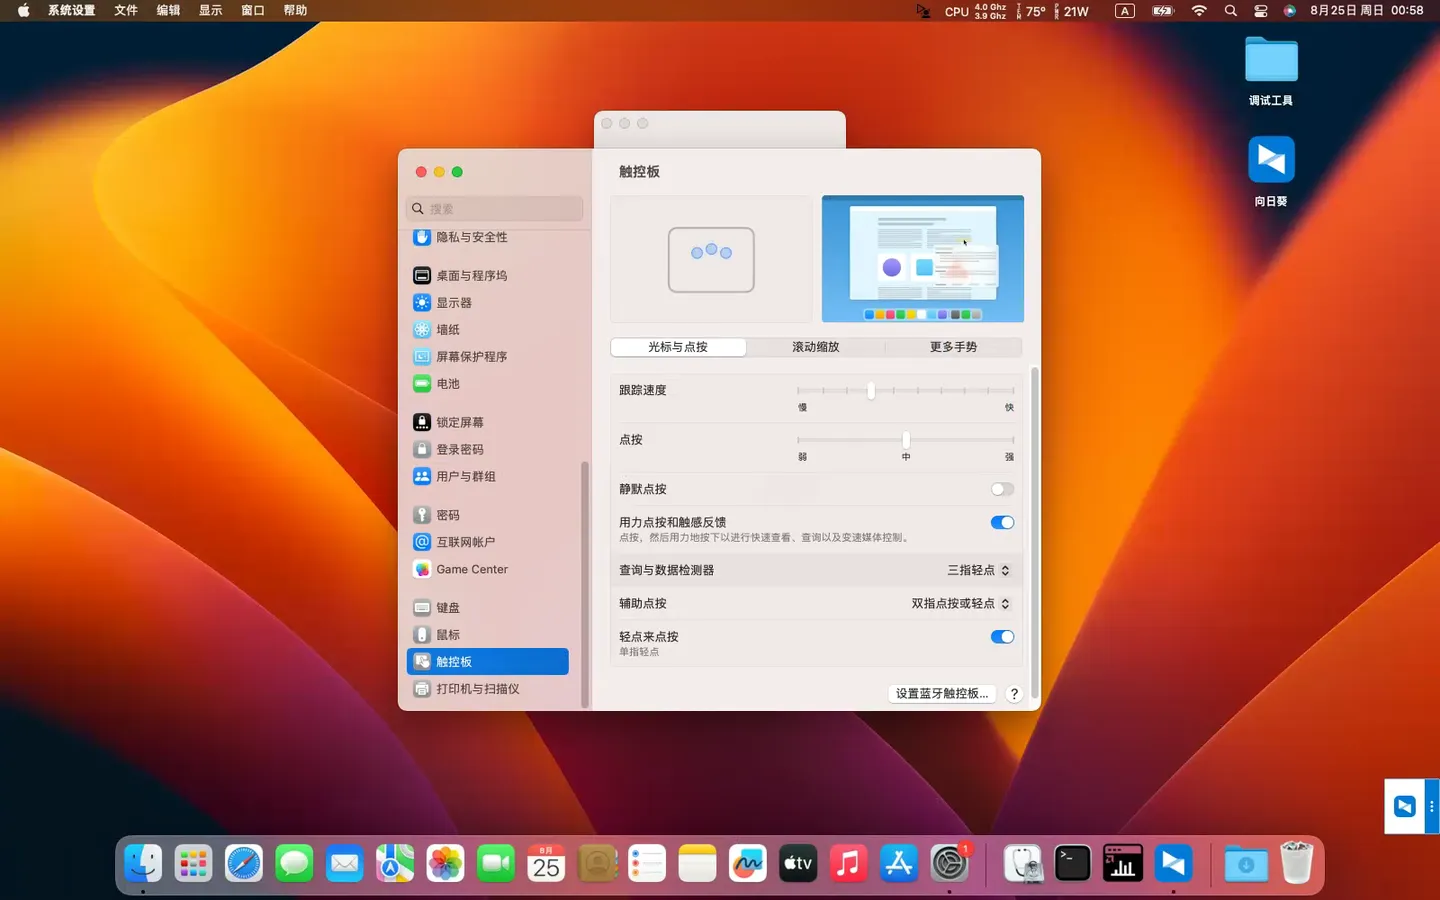 系统设置 文件 编辑 显示 窗口 帮助
CPU 4.0 Ghz 3.9 Ghz 75° 21W A 8月25日 周日 00:58
调试工具
向日葵
搜索
隐私与安全性
桌面与程序坞
显示器
墙纸
屏幕保护程序
电池
锁定屏幕
登录密码
用户与群组
密码
互联网帐户
Game Center
键盘
鼠标
触控板
打印机与扫描仪
触控板
光标与点按 滚动缩放 更多手势
跟踪速度
慢 快
点按
弱 中 强
静默点按
用力点按和触感反馈
点按，然后用力地按下以进行快速查看、查询以及变速媒体控制。
查询与数据检测器 三指轻点
辅助点按 双指点按或轻点
轻点来点按
单指轻点
设置蓝牙触控板... ?
8月
25
tv
1